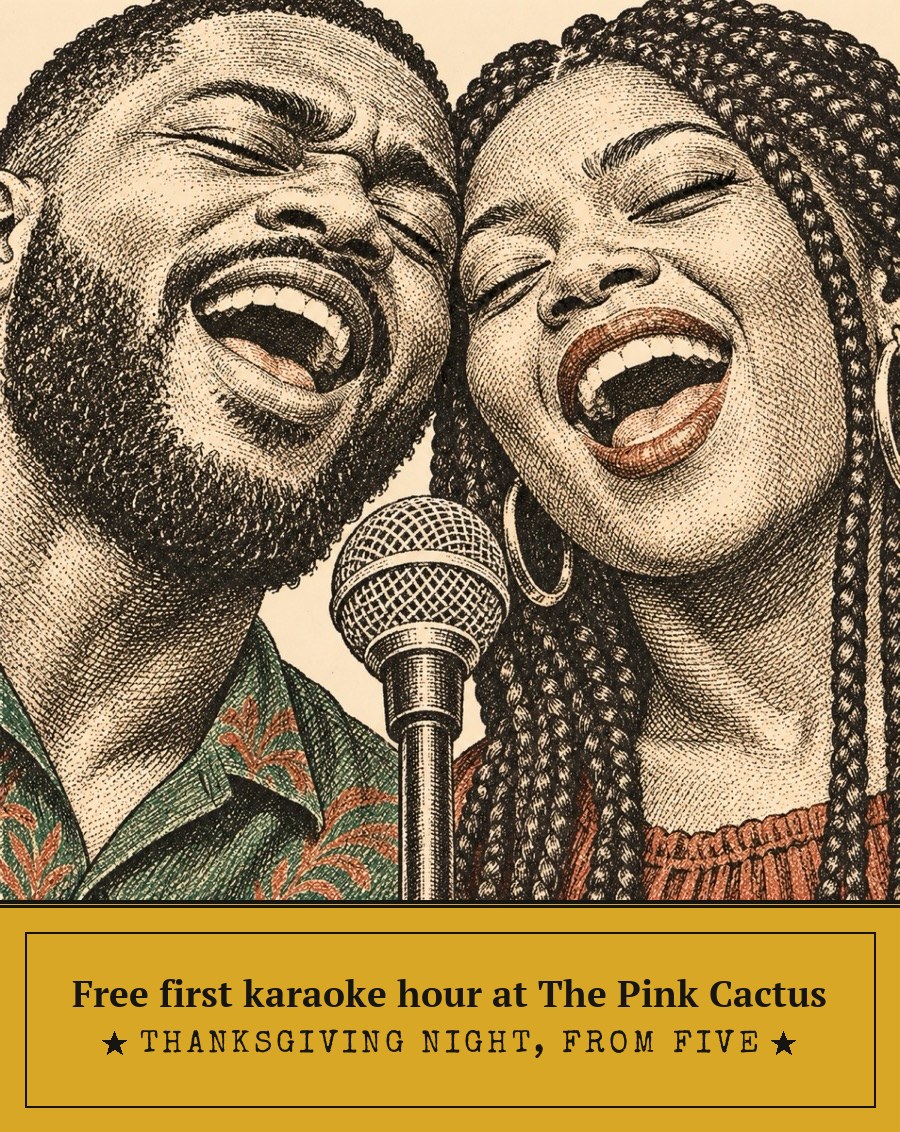 Free first karaoke hour at The Pink Cactus
★ THANKSGIVING NIGHT, FROM FIVE ★